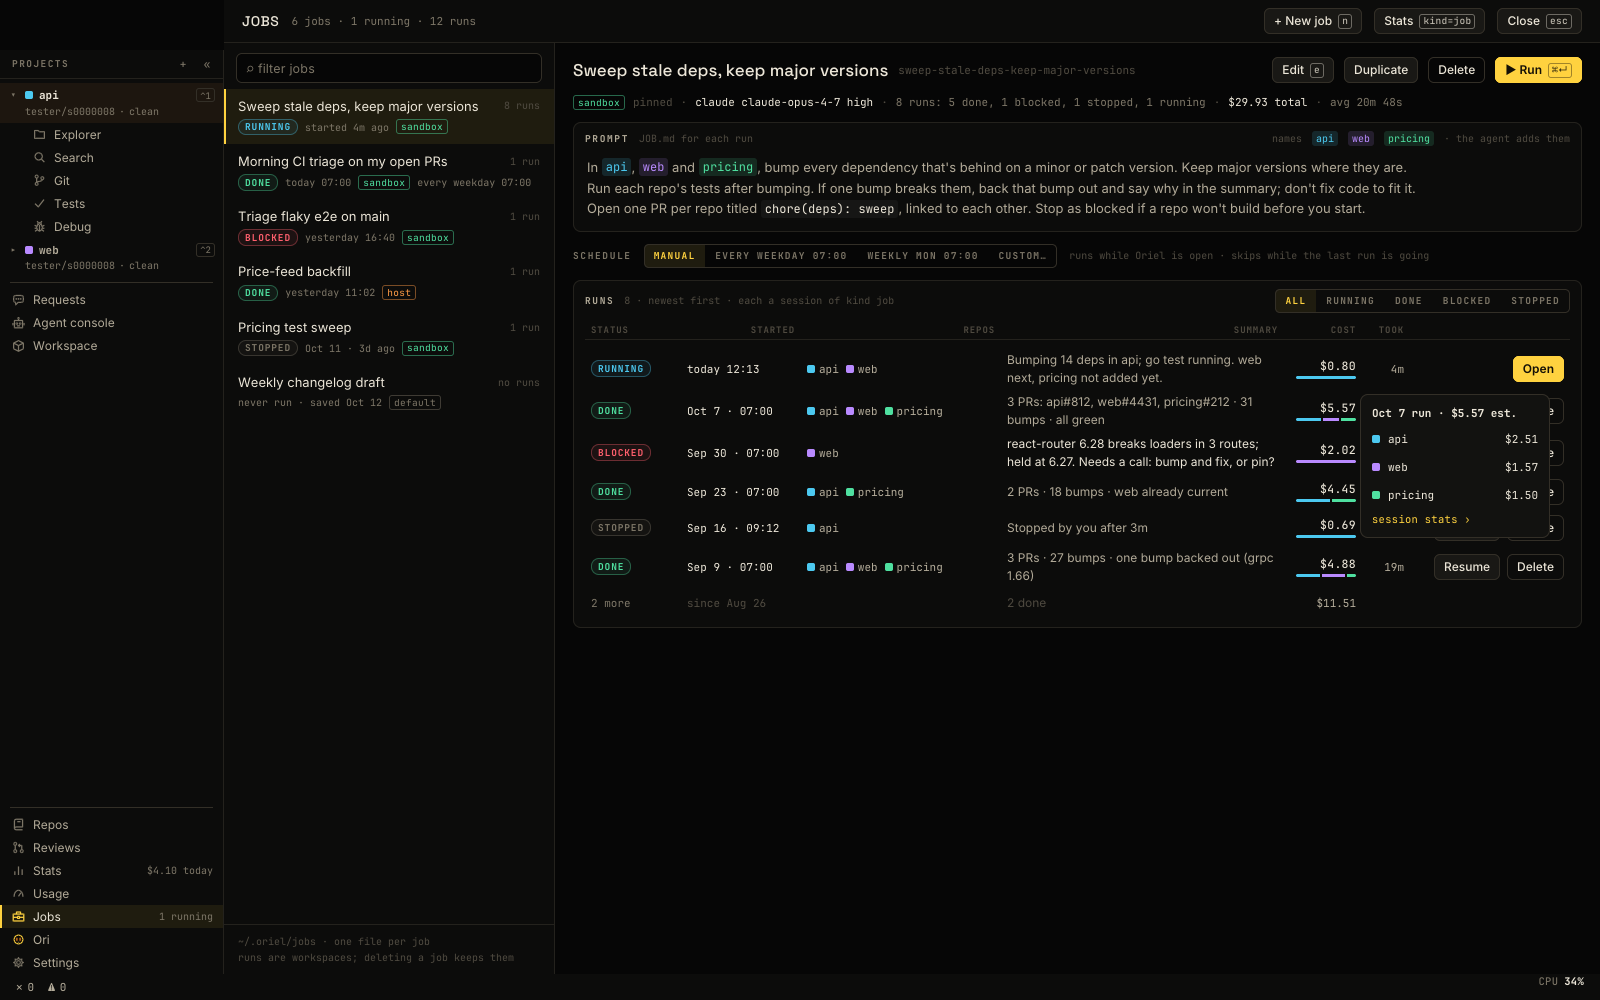 JOBS 6 jobs · 1 running · 12 runs
+ New job n
Stats kind=job
Close esc
PROJECTS + «
api ^1
tester/s0000008 · clean
Explorer
Search
Git
Tests
Debug
web ^2
tester/s0000008 · clean
Requests
Agent console
Workspace
Repos
Reviews
Stats $4.10 today
Usage
Jobs 1 running
Ori
Settings
× 0 0
filter jobs
Sweep stale deps, keep major versions 8 runs
RUNNING started 4m ago sandbox
Morning CI triage on my open PRs 1 run
DONE today 07:00 sandbox every weekday 07:00
Triage flaky e2e on main 1 run
BLOCKED yesterday 16:40 sandbox
Price-feed backfill 1 run
DONE yesterday 11:02 host
Pricing test sweep 1 run
STOPPED Oct 11 · 3d ago sandbox
Weekly changelog draft no runs
never run · saved Oct 12 default
~/.oriel/jobs · one file per job
runs are workspaces; deleting a job keeps them
Sweep stale deps, keep major versions sweep-stale-deps-keep-major-versions
Edit e
Duplicate
Delete
▶ Run ⌘↵
sandbox pinned · claude claude-opus-4-7 high · 8 runs: 5 done, 1 blocked, 1 stopped, 1 running · $29.93 total · avg 20m 48s
PROMPT JOB.md for each run names api web pricing · the agent adds them
In api, web and pricing, bump every dependency that's behind on a minor or patch version. Keep major versions where they are.
Run each repo's tests after bumping. If one bump breaks them, back that bump out and say why in the summary; don't fix code to fit it.
Open one PR per repo titled chore(deps): sweep, linked to each other. Stop as blocked if a repo won't build before you start.
SCHEDULE MANUAL EVERY WEEKDAY 07:00 WEEKLY MON 07:00 CUSTOM… runs while Oriel is open · skips while the last run is going
RUNS 8 · newest first · each a session of kind job ALL RUNNING DONE BLOCKED STOPPED
STATUS STARTED REPOS SUMMARY COST TOOK
RUNNING today 12:13 api web Bumping 14 deps in api; go test running. web
next, pricing not added yet. $0.80 4m Open
DONE Oct 7 · 07:00 api web pricing 3 PRs: api#812, web#4431, pricing#212 · 31
bumps · all green $5.57 e
BLOCKED Sep 30 · 07:00 web react-router 6.28 breaks loaders in 3 routes;
held at 6.27. Needs a call: bump and fix, or pin? $2.02 e
DONE Sep 23 · 07:00 api pricing 2 PRs · 18 bumps · web already current $4.45 e
STOPPED Sep 16 · 09:12 api Stopped by you after 3m $0.69 e
DONE Sep 9 · 07:00 api web pricing 3 PRs · 27 bumps · one bump backed out (grpc
1.66) $4.88 19m Resume Delete
2 more since Aug 26 2 done $11.51
Oct 7 run · $5.57 est.
api $2.51
web $1.57
pricing $1.50
session stats ›
CPU 34%